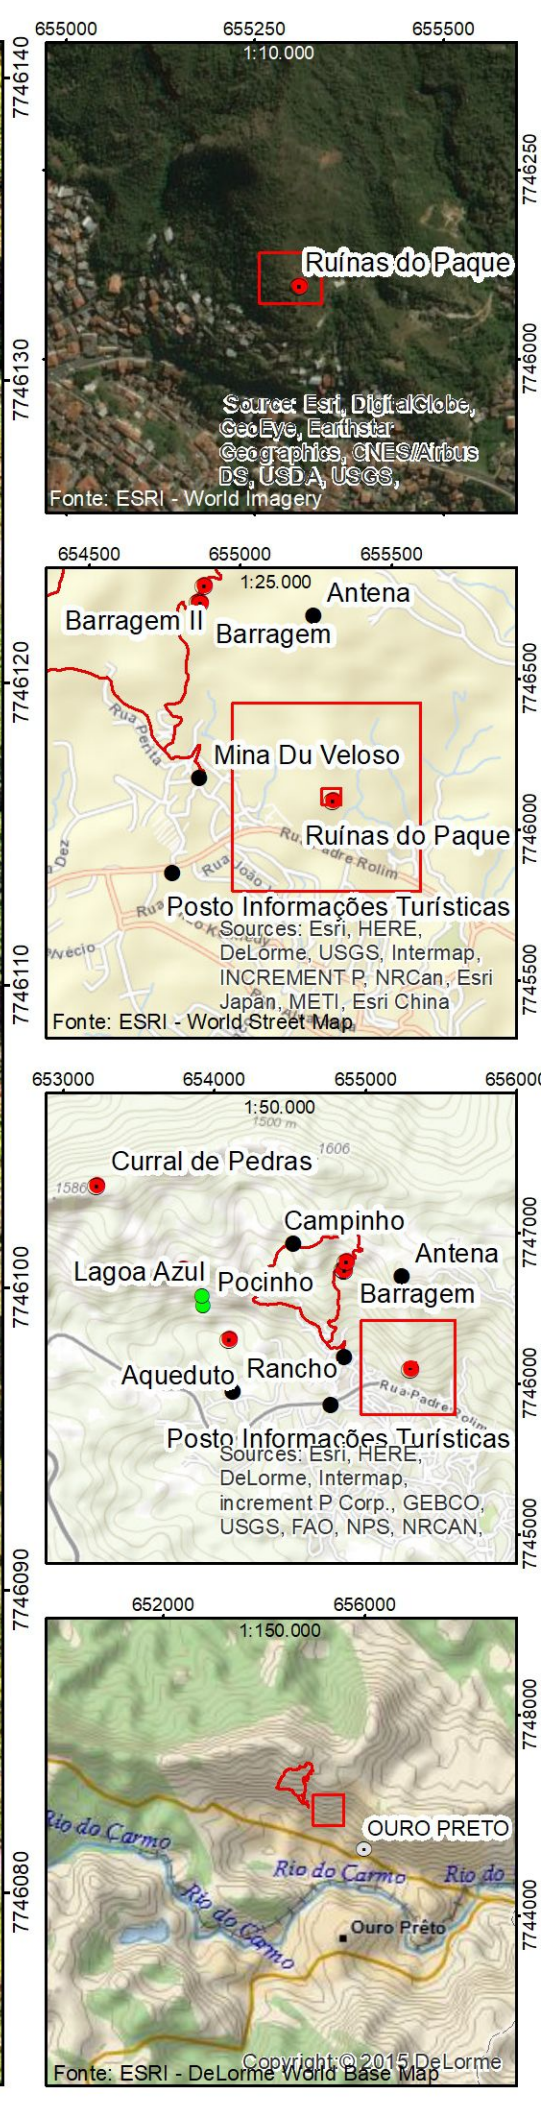 655000 655250 655500
1:10.000
7746140
7746250
Ruínas do Paque
7746130
7746000
Source: Esri, DigitalGlobe,
GeoEye, Earthstar
Geographics, CNES/Airbus
DS, USDA, USGS,
Fonte: ESRI - World Imagery
654500 655000 655500
1:25.000
Antena
Barragem II
Barragem
7746120
7746500
Rua Perita
Mina Du Veloso
7746000
Rua Padre Rolim
Ruínas do Paque
Dez
Rua João
Posto Informações Turísticas
Rua
Sources: Esri, HERE,
DeLorme, USGS, Intermap,
INCREMENT P, NRCan, Esri
Japan, METI, Esri China
7745500
7746110
Fonte: ESRI - World Street Map
653000 654000 655000 656000
1:50.000
1500 m
1606
Curral de Pedras
1586
7747000
Campinho
Antena
7746100
Lagoa Azul
Pocinho
Barragem
Aqueduto
Rancho
7746000
Rua Padre Rolim
Posto Informações Turísticas
Sources: Esri, HERE,
DeLorme, Intermap,
increment P Corp., GEBCO,
USGS, FAO, NPS, NRCAN,
7745000
7746090
652000 656000
1:150.000
7748000
OURO PRETO
Rio do Carmo
Rio do Carmo
Rio do
Rio do Carmo
7746080
7744000
Ouro Prêto
Copyright:© 2015 DeLorme
Fonte: ESRI - DeLorme World Base Map